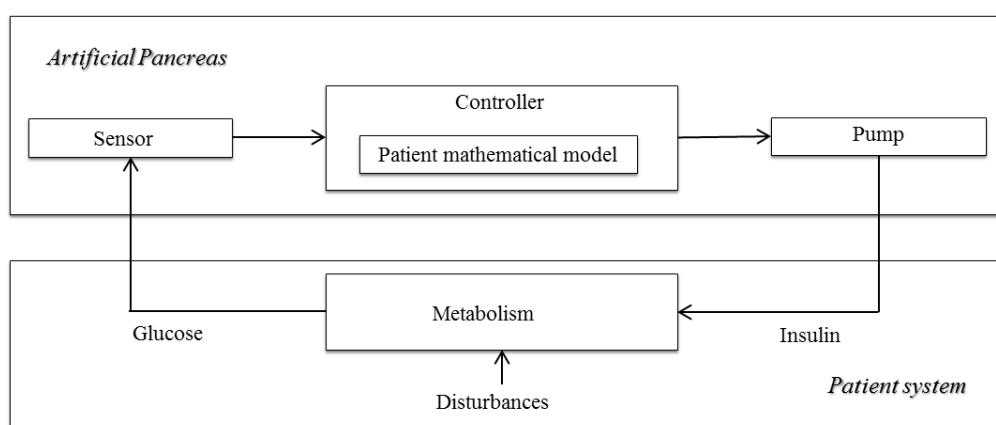 Artificial Pancreas
Controller
Sensor
Patient mathematical model
Pump
Metabolism
Glucose
Insulin
Disturbances
Patient system